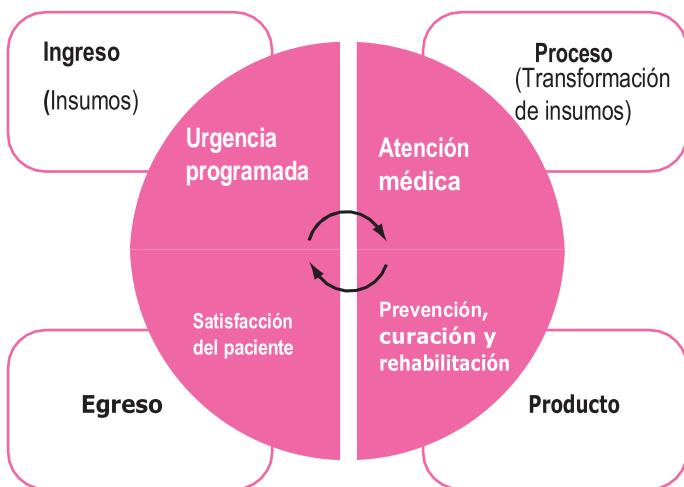 Ingreso
(Insumos)
Proceso
(Transformación
de insumos)
Urgencia
programada
Atención
médica
Satisfacción
del paciente
Prevención,
curación y
rehabilitación
Egreso
Producto